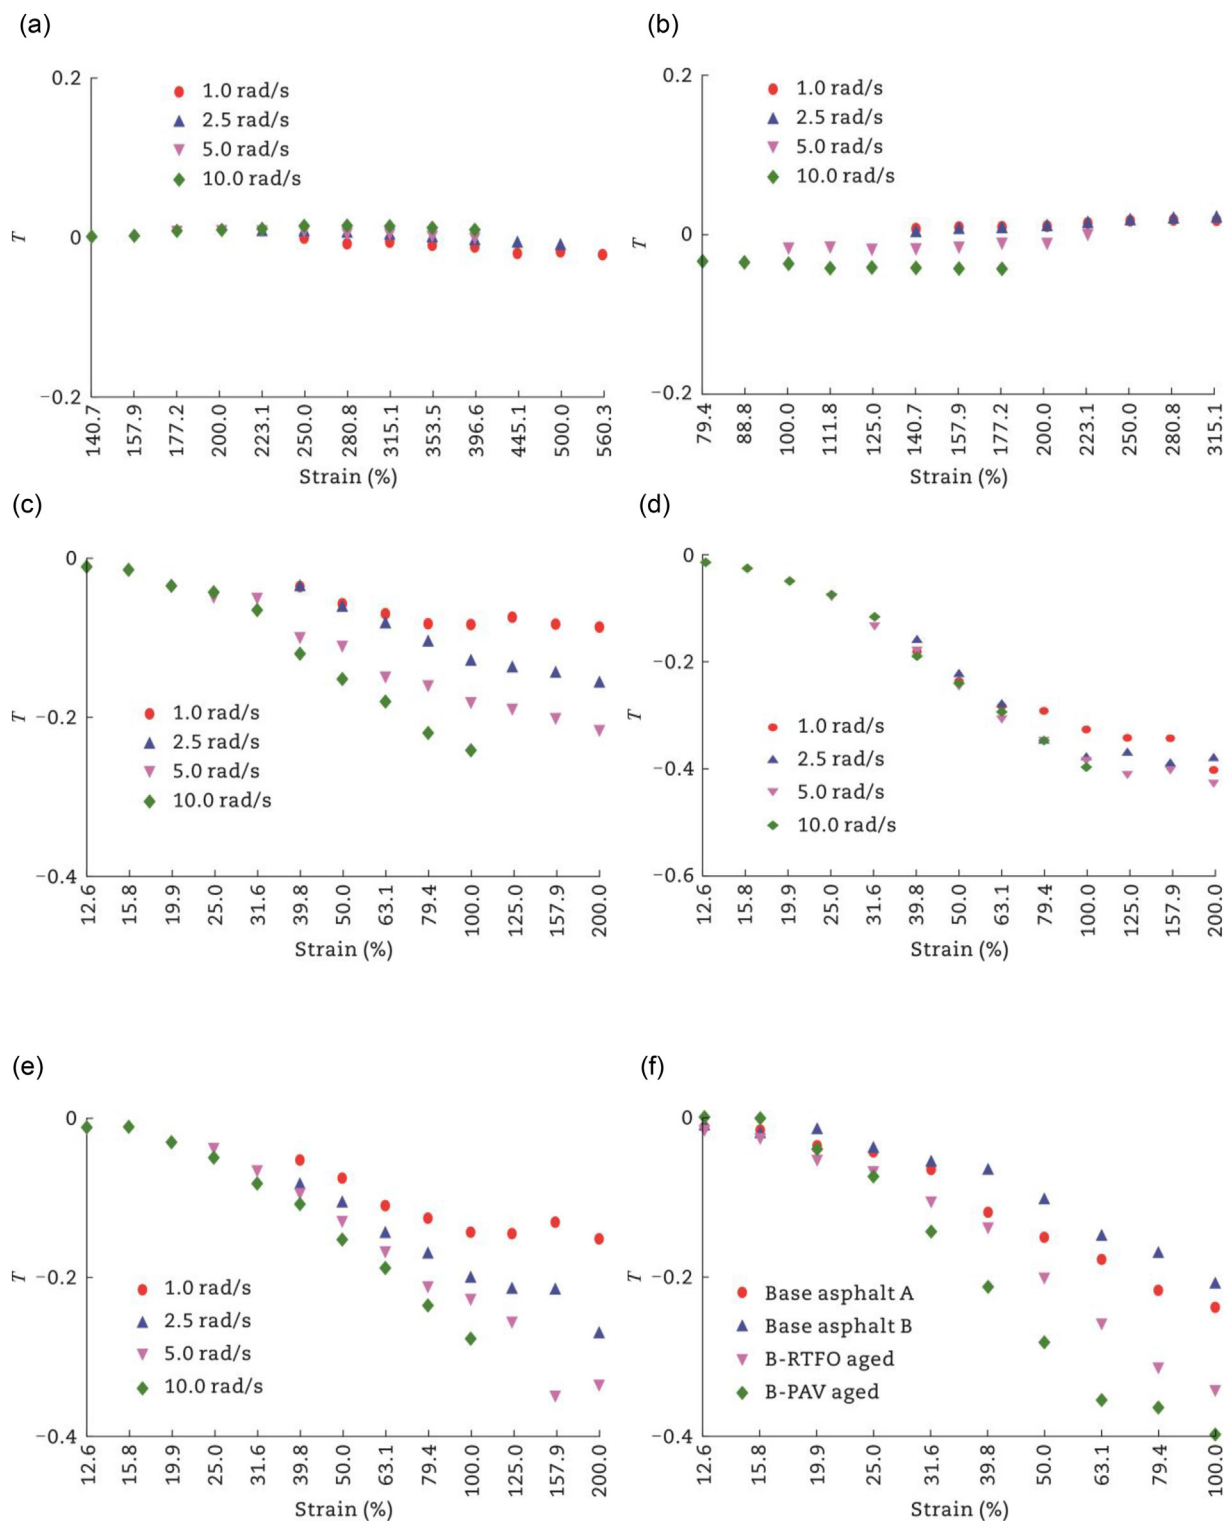 (a)
0.2
1.0 rad/s
2.5 rad/s
5.0 rad/s
10.0 rad/s
T
0
−0.2
140.7
157.9
177.2
200.0
223.1
250.0
280.8
315.1
353.5
396.6
445.1
500.0
560.3
Strain (%)
(b)
0.2
1.0 rad/s
2.5 rad/s
5.0 rad/s
10.0 rad/s
T
0
−0.2
79.4
88.8
100.0
111.8
125.0
140.7
157.9
177.2
200.0
223.1
250.0
280.8
315.1
Strain (%)
(c)
0
T
−0.2
1.0 rad/s
2.5 rad/s
5.0 rad/s
10.0 rad/s
−0.4
12.6
15.8
19.9
25.0
31.6
39.8
50.0
63.1
79.4
100.0
125.0
157.9
200.0
Strain (%)
(d)
0
−0.2
T
1.0 rad/s
2.5 rad/s
5.0 rad/s
10.0 rad/s
−0.4
−0.6
12.6
15.8
19.9
25.0
31.6
39.8
50.0
63.1
79.4
100.0
125.0
157.9
200.0
Strain (%)
(e)
0
T
−0.2
1.0 rad/s
2.5 rad/s
5.0 rad/s
10.0 rad/s
−0.4
12.6
15.8
19.9
25.0
31.6
39.8
50.0
63.1
79.4
100.0
125.0
157.9
200.0
Strain (%)
(f)
0
T
−0.2
Base asphalt A
Base asphalt B
B-RTFO aged
B-PAV aged
−0.4
12.6
15.8
19.9
25.0
31.6
39.8
50.0
63.1
79.4
100.0
Strain (%)